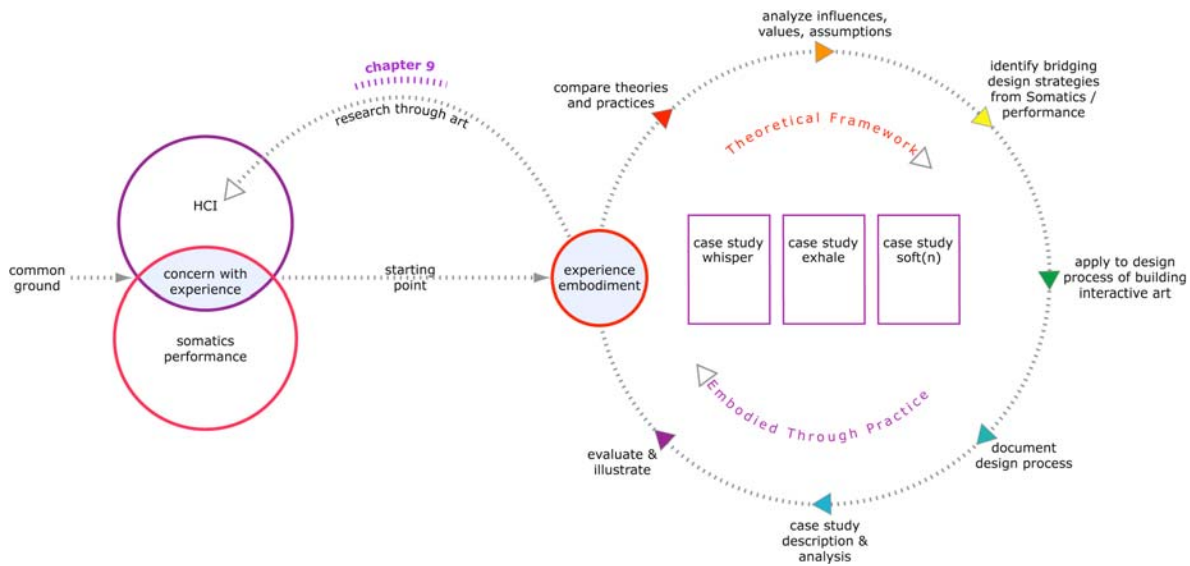 chapter 9
research through art
HCI
common
ground
concern with
experience
starting
point
somatics
performance
experience
embodiment
compare theories
and practices
analyze influences,
values, assumptions
identify bridging
design strategies
from Somatics /
performance
Theoretical Framework
case study
whisper
case study
exhale
case study
soft(n)
apply to design
process of building
interactive art
Embodied Through Practice
document
design process
case study
description &
analysis
evaluate &
illustrate